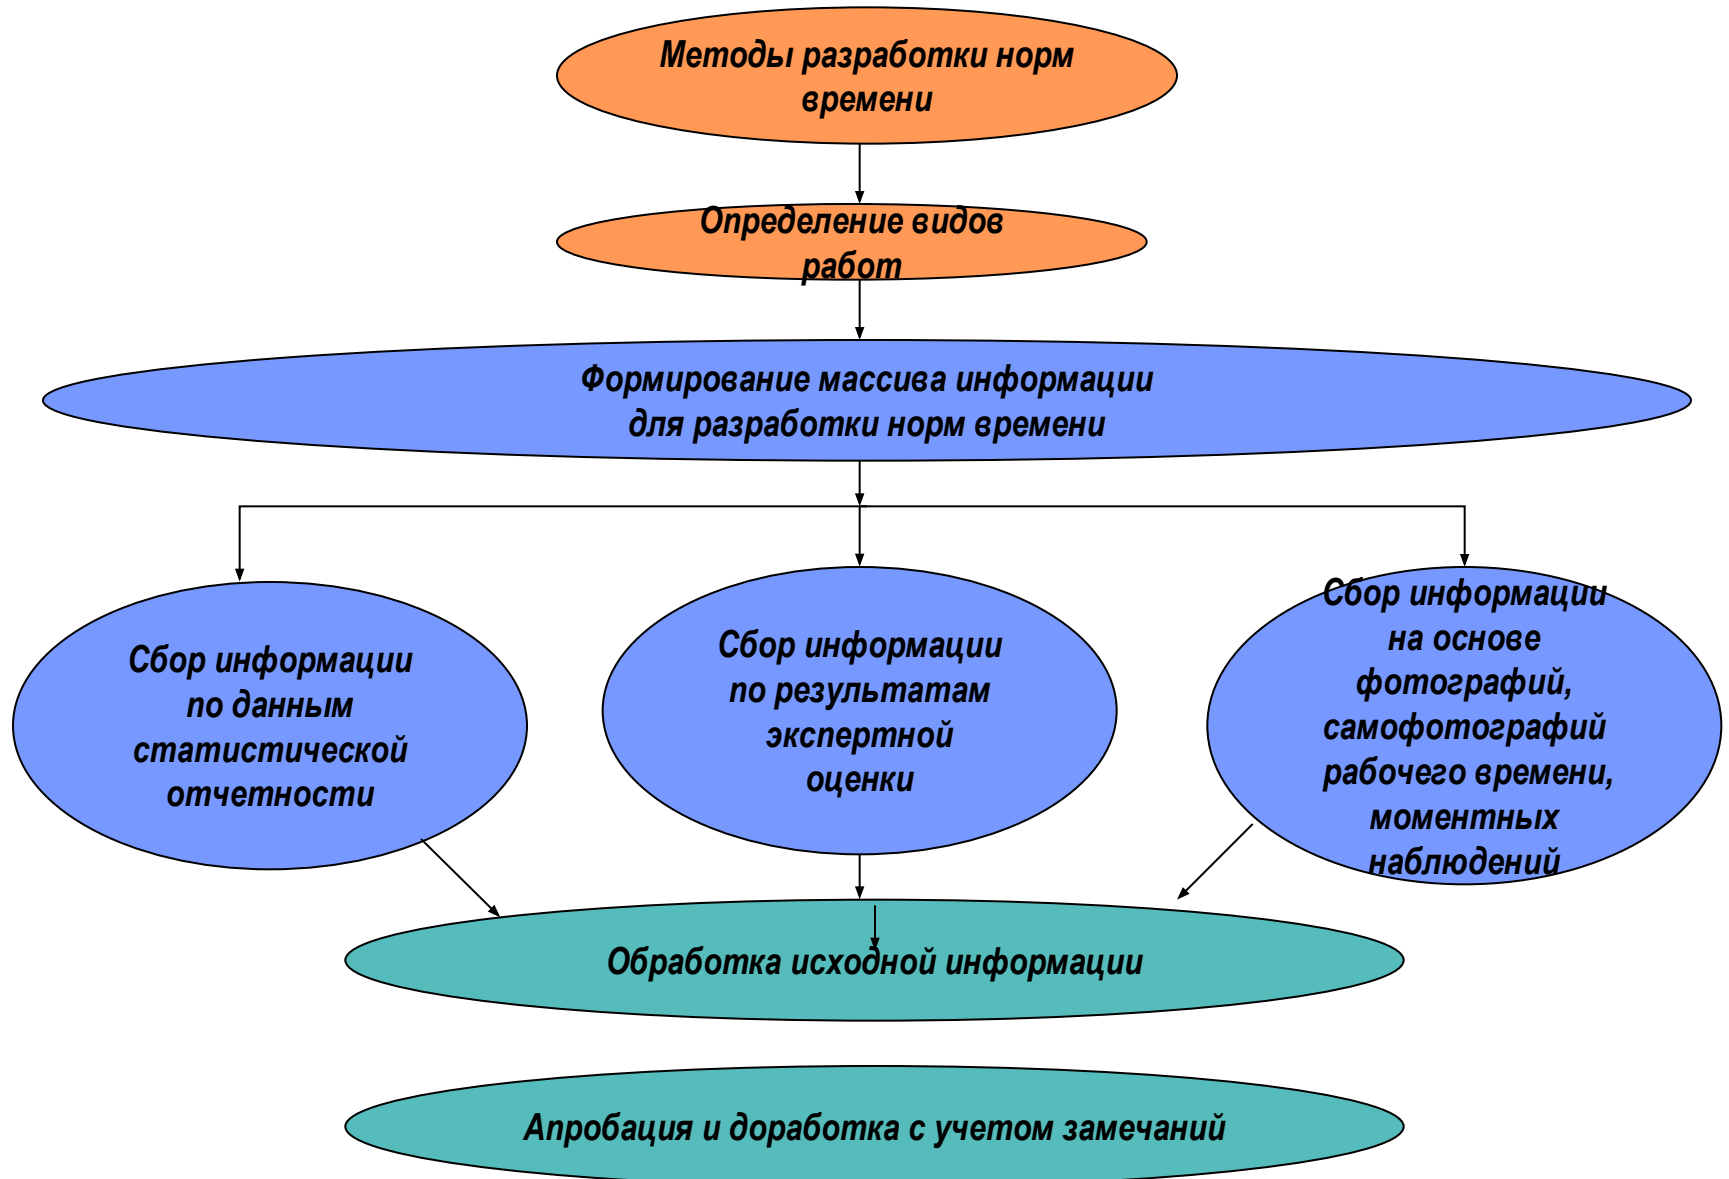 Методы разработки норм
времени
Определение видов
работ
Формирование массива информации
для разработки норм времени
Сбор информации
по данным
статистической
отчетности
Сбор информации
по результатам
экспертной
оценки
Сбор информации
на основе
фотографий,
самофотографий
рабочего времени,
моментных
наблюдений
Обработка исходной информации
Апробация и доработка с учетом замечаний